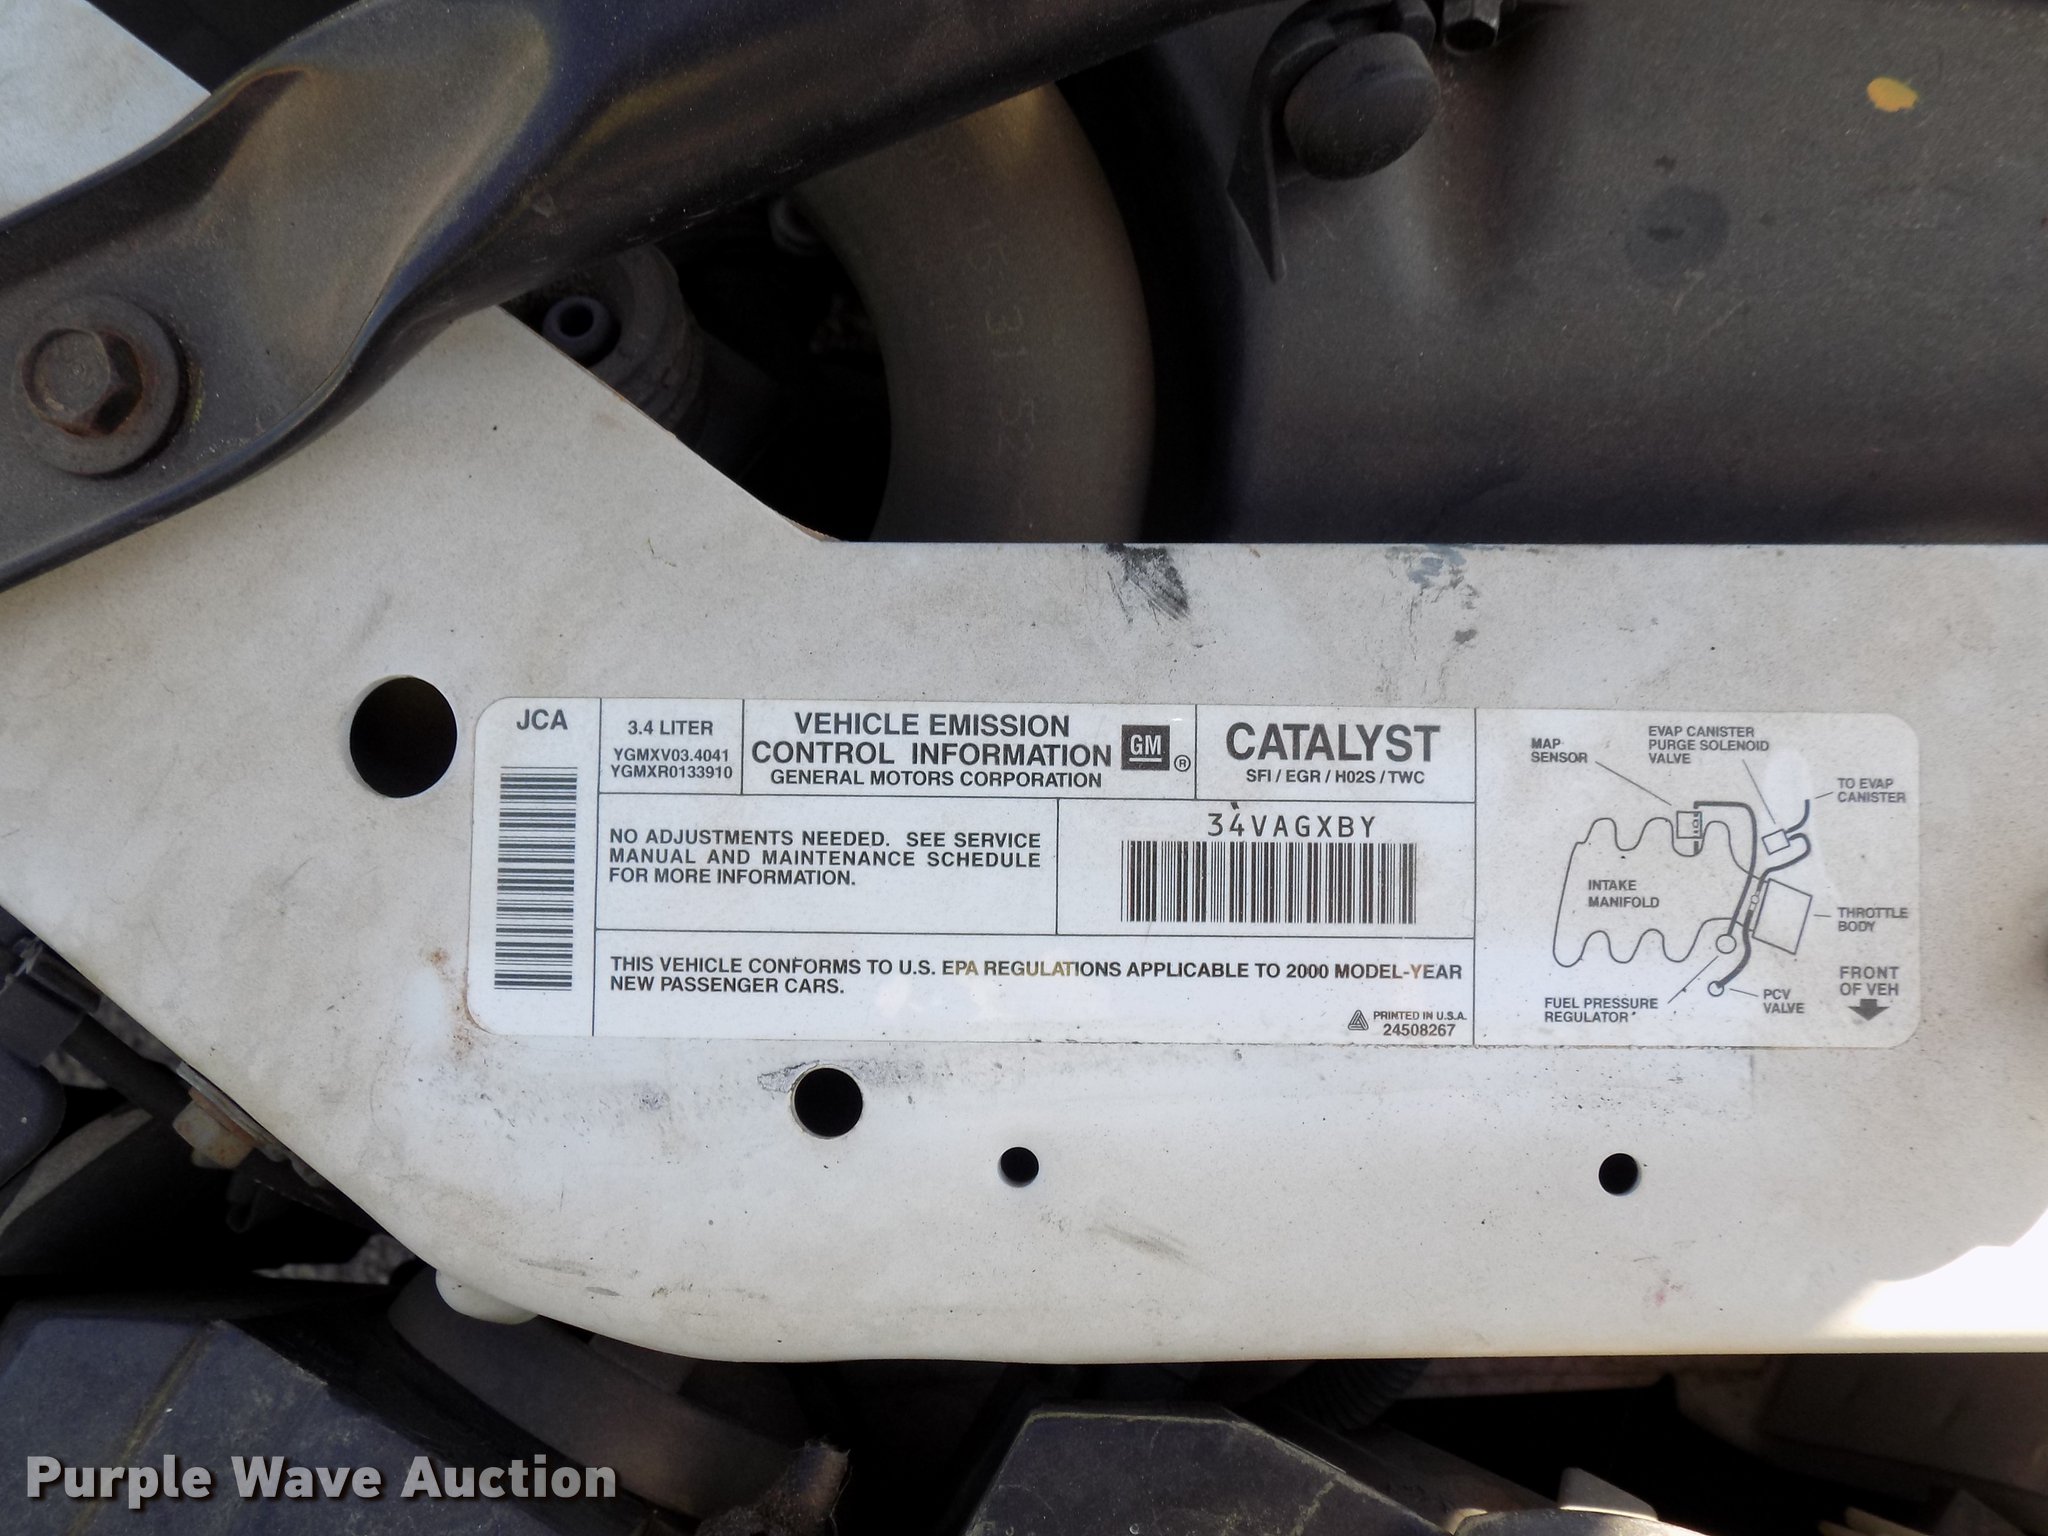 JCA
3.4 LITER
YGMXV03.4041
YGMXR0133910
VEHICLE EMISSION
CONTROL INFORMATION
GENERAL MOTORS CORPORATION
GM ®
CATALYST
SFI / EGR / H02S / TWC
NO ADJUSTMENTS NEEDED. SEE SERVICE
MANUAL AND MAINTENANCE SCHEDULE
FOR MORE INFORMATION.
34VAGXBY
THIS VEHICLE CONFORMS TO U.S. EPA REGULATIONS APPLICABLE TO 2000 MODEL-YEAR
NEW PASSENGER CARS.
PRINTED IN U.S.A.
24508267
MAP
SENSOR
EVAP CANISTER
PURGE SOLENOID
VALVE
TO EVAP
CANISTER
INTAKE
MANIFOLD
THROTTLE
BODY
FRONT
OF VEH
FUEL PRESSURE
REGULATOR
PCV
VALVE
Purple Wave Auction